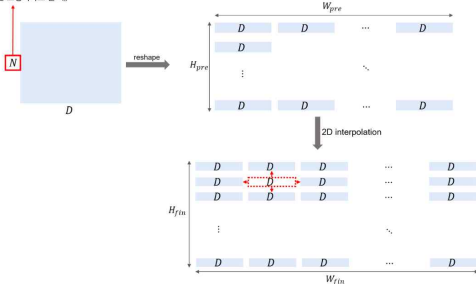 W_pre
D D ... D
N
reshape
D
H_pre
⋮ ⋱
D
D D ... D
2D interpolation
D D D ... D
D D D ... D
D D D ... D
H_fin
⋮ ⋱
D D D ... D
W_fin